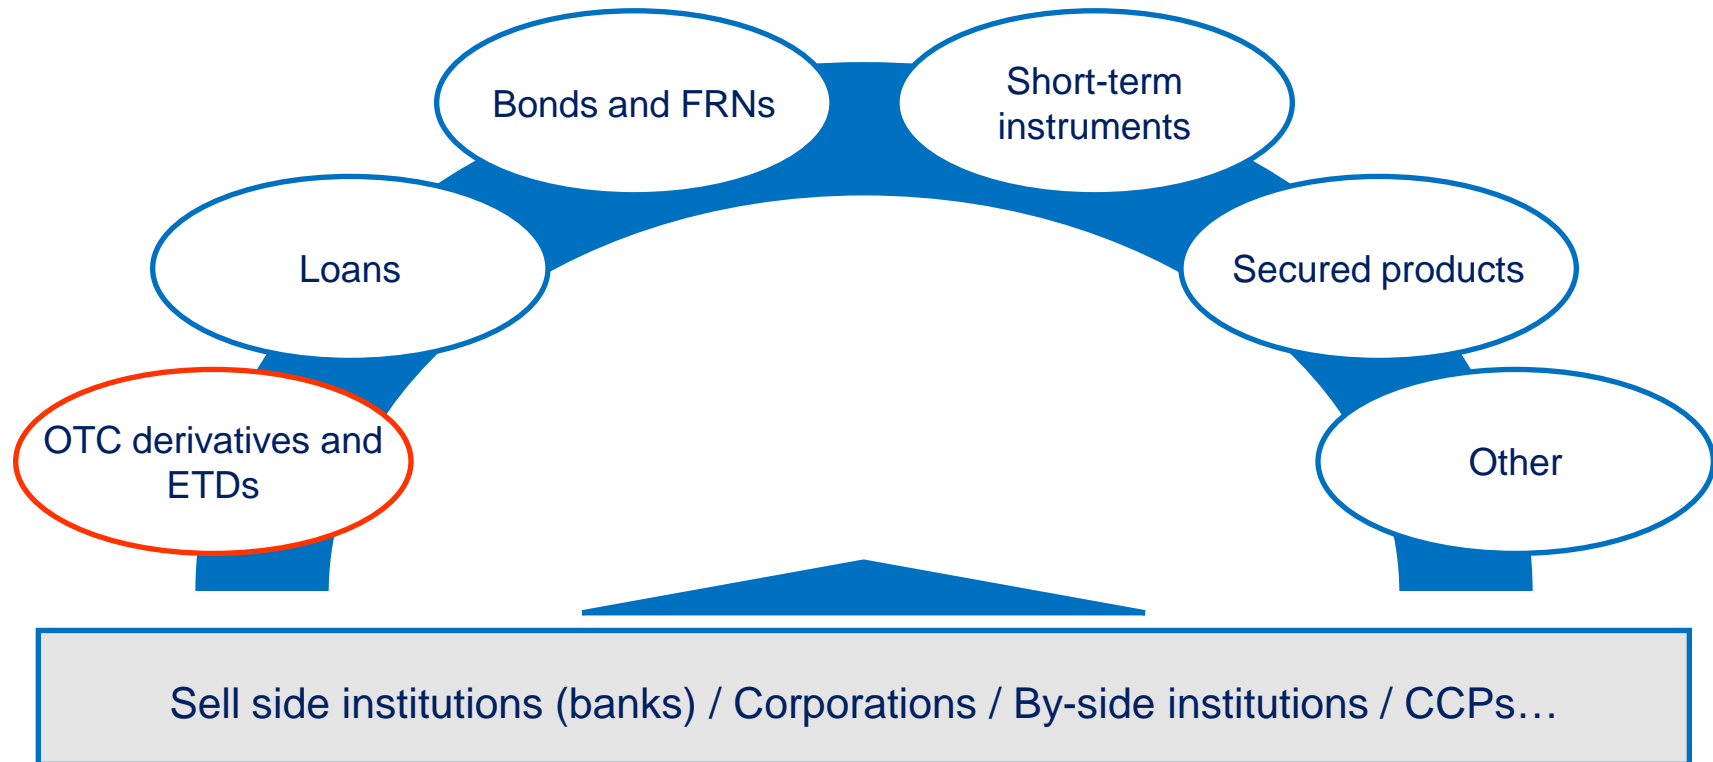 Bonds and FRNs
Short-term
instruments
Loans
Secured products
OTC derivatives and
ETDs
Other
Sell side institutions (banks) / Corporations / By-side institutions / CCPs…